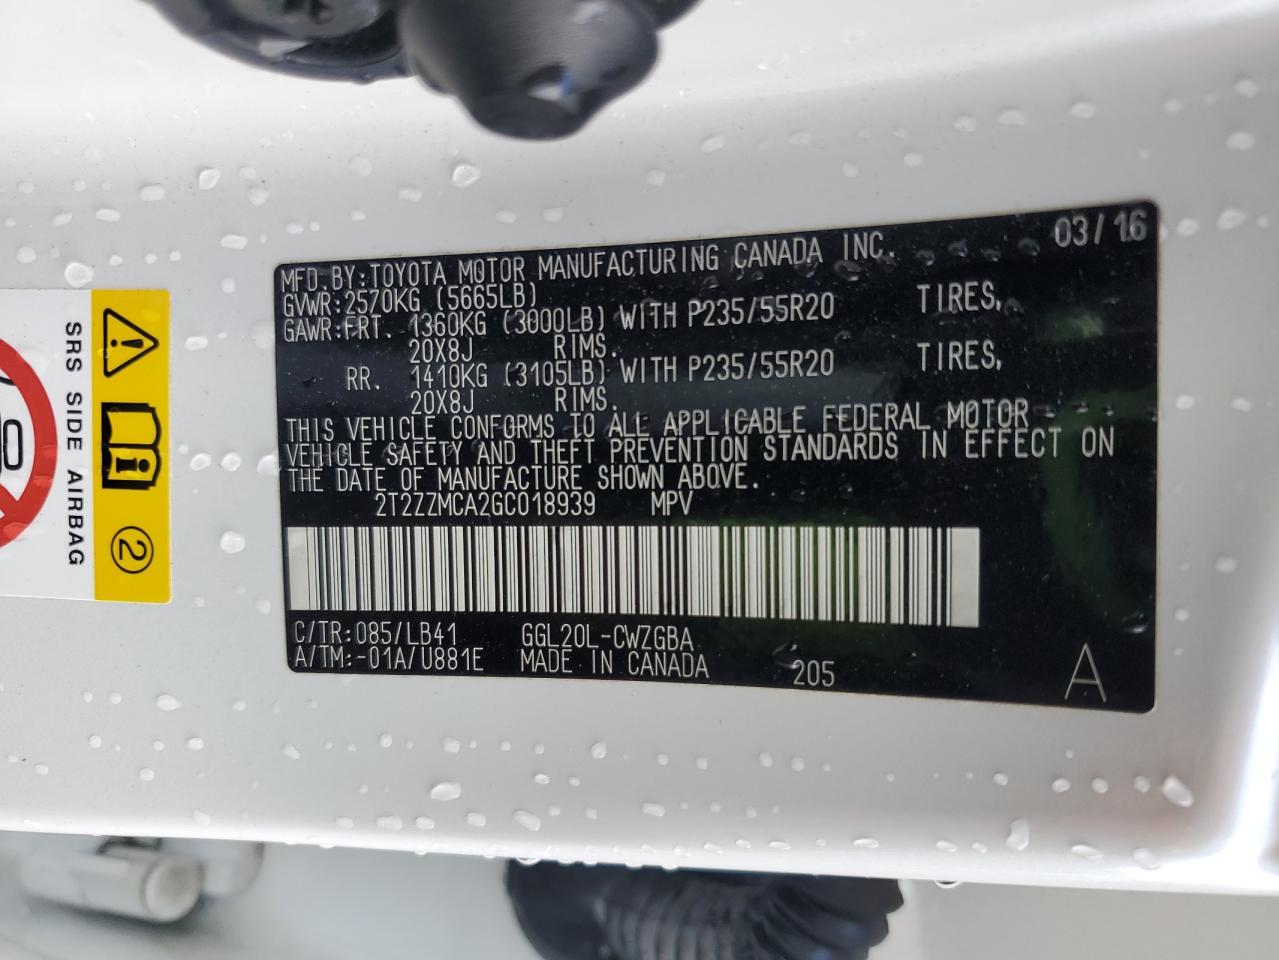 03/16
MFD.BY:TOYOTA MOTOR MANUFACTURING CANADA INC.
GVWR:2570KG (5665LB)
GAWR:FRT. 1360KG (3000LB) WITH P235/55R20 TIRES,
20X8J RIMS.
RR. 1410KG (3105LB) WITH P235/55R20 TIRES,
20X8J RIMS.
THIS VEHICLE CONFORMS TO ALL APPLICABLE FEDERAL MOTOR
VEHICLE SAFETY AND THEFT PREVENTION STANDARDS IN EFFECT ON
THE DATE OF MANUFACTURE SHOWN ABOVE.
2T2ZZMCA2GC018939 MPV
C/TR:085/LB41 GGL20L-CWZGBA
A/TM:-01A/U881E MADE IN CANADA 205 A
SRS SIDE AIRBAG
2